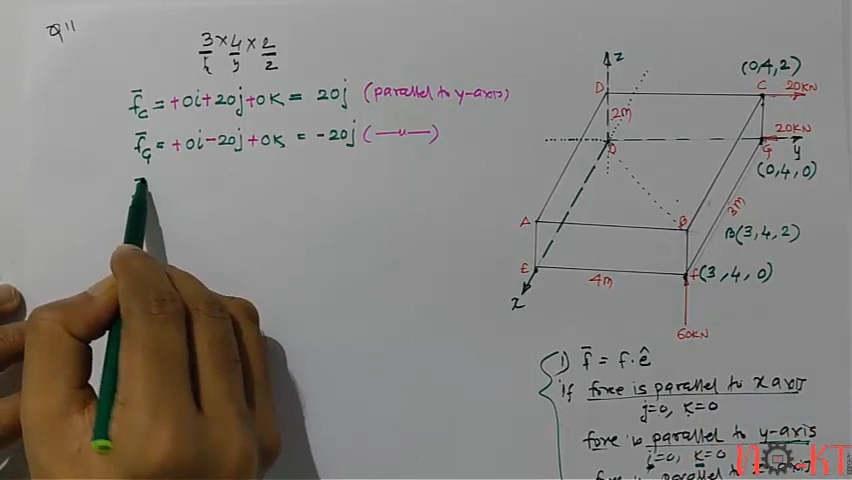 Q11
3 × 4 × 2
x y z
f̄C = +0i+20j+0K = 20j (parallel to y-axis)
f̄G = +0i-20j+0K = -20j (—u—)
z
(0,4,2)
D
C
20KN
2M
20KN
O
G
y
(0,4,0)
3M
A
B
B(3,4,2)
E
f(3,4,0)
4M
x
60KN
1) f̄ = f·ê
If force is parallel to x axis
j=0, K=0
force is parallel to y-axis
i=0, K=0